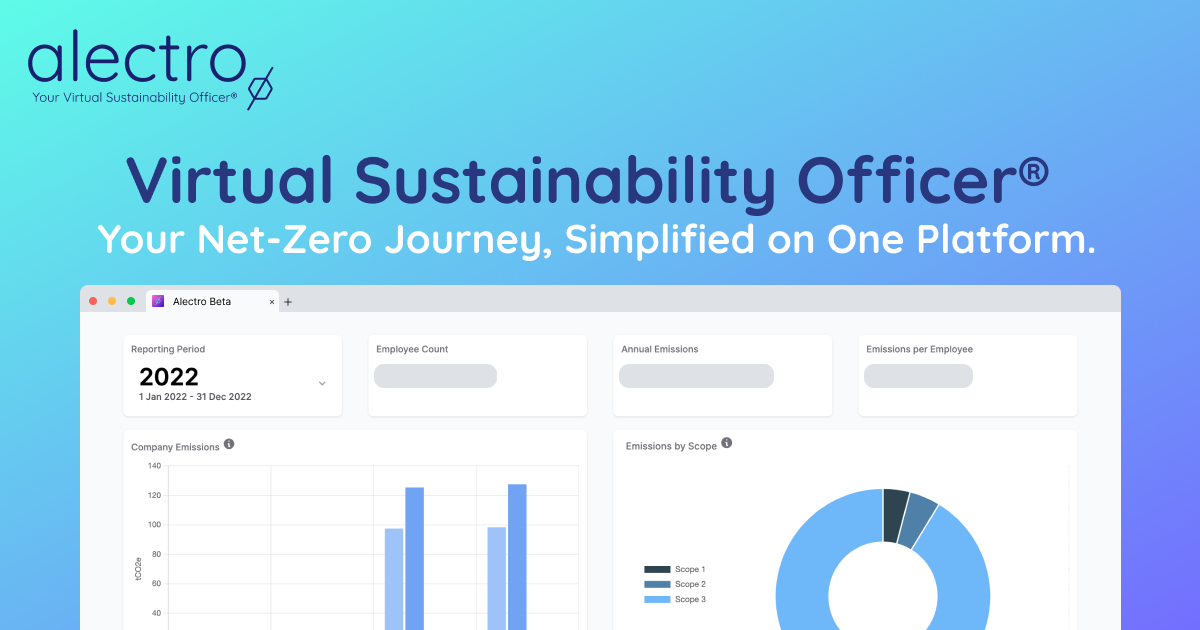 alectro
Your Virtual Sustainability Officer®
Virtual Sustainability Officer®
Your Net-Zero Journey, Simplified on One Platform.
Alectro Beta
Reporting Period
2022
1 Jan 2022 - 31 Dec 2022
Employee Count
Annual Emissions
Emissions per Employee
Company Emissions
140
120
100
80
60
40
tCO2e
Emissions by Scope
Scope 1
Scope 2
Scope 3